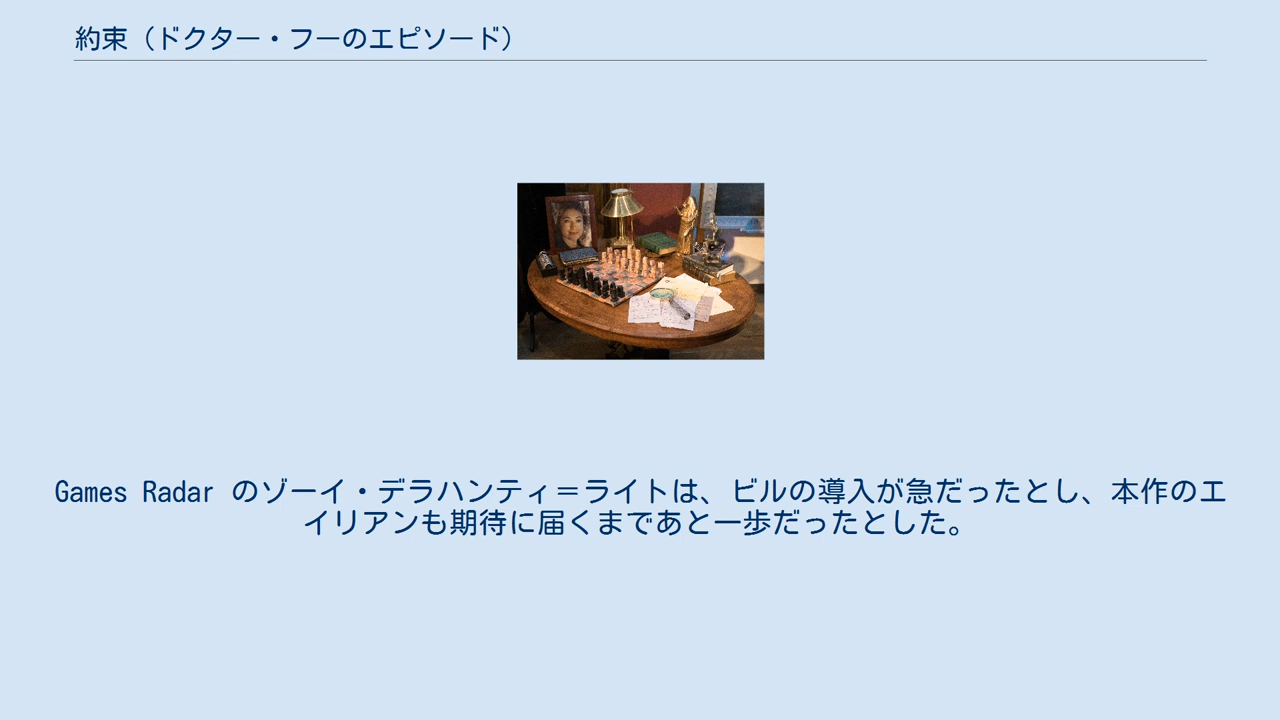 約束（ドクター・フーのエピソード）
Games Radar のゾーイ・デラハンティ＝ライトは、ビルの導入が急だったとし、本作のエ
イリアンも期待に届くまであと一歩だったとした。